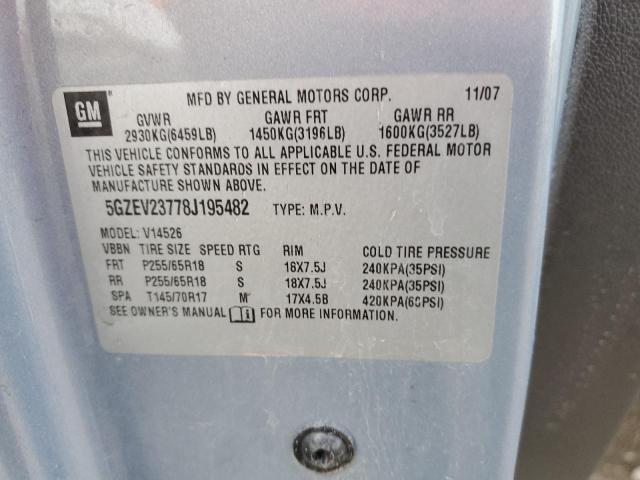 GM
MFD BY GENERAL MOTORS CORP. 11/07
GVWR GAWR FRT GAWR RR
2930KG(6459LB) 1450KG(3196LB) 1600KG(3527LB)
THIS VEHICLE CONFORMS TO ALL APPLICABLE U.S. FEDERAL MOTOR
VEHICLE SAFETY STANDARDS IN EFFECT ON THE DATE OF
MANUFACTURE SHOWN ABOVE.
5GZEV23778J195482 TYPE: M.P.V.
MODEL: V14526
VBBN TIRE SIZE SPEED RTG RIM COLD TIRE PRESSURE
FRT P255/65R18 S 18X7.5J 240KPA(35PSI)
RR P255/65R18 S 18X7.5J 240KPA(35PSI)
SPA T145/70R17 M 17X4.5B 420KPA(60PSI)
SEE OWNER'S MANUAL FOR MORE INFORMATION.